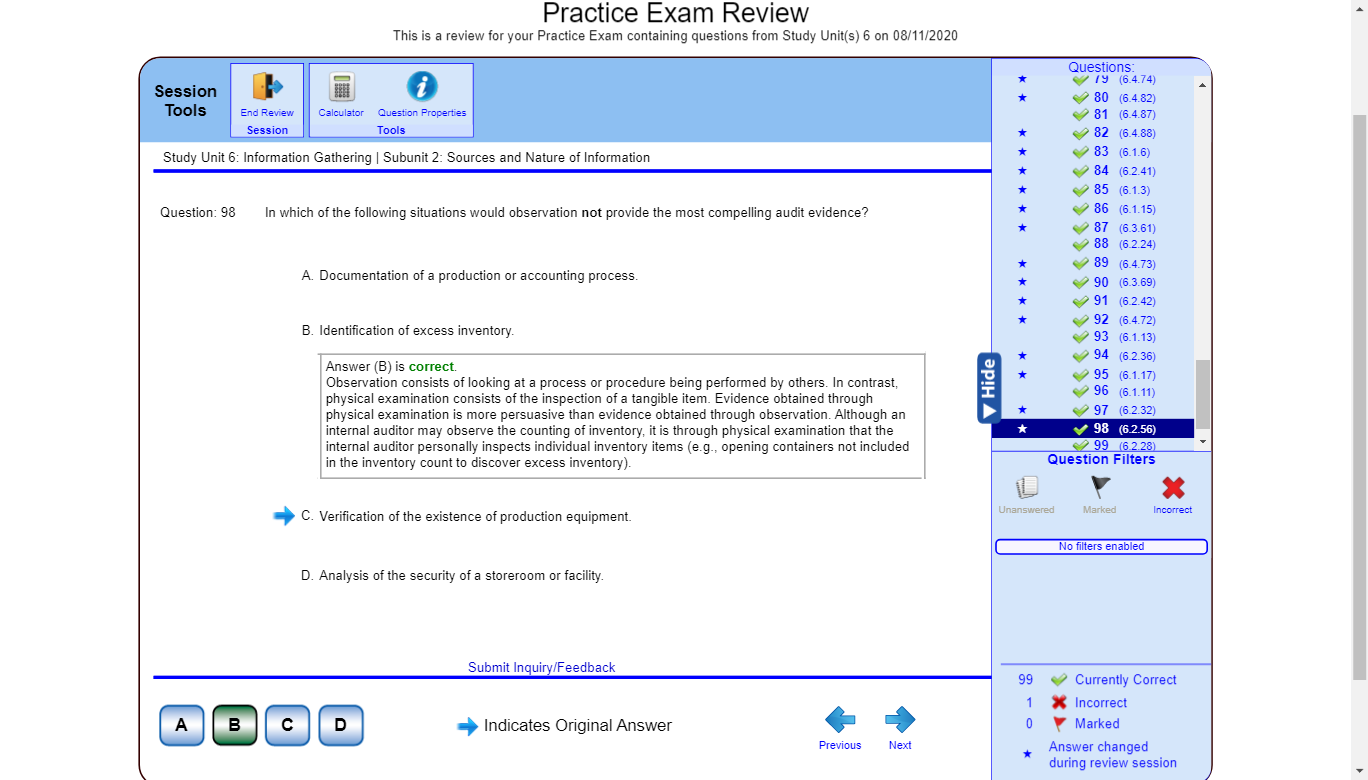 Practice Exam Review
This is a review for your Practice Exam containing questions from Study Unit(s) 6 on 08/11/2020
Session
Tools
End Review
Session
Calculator
Question Properties
Tools
Study Unit 6: Information Gathering | Subunit 2: Sources and Nature of Information
Question: 98 In which of the following situations would observation not provide the most compelling audit evidence?
A. Documentation of a production or accounting process.
B. Identification of excess inventory.
Answer (B) is correct.
Observation consists of looking at a process or procedure being performed by others. In contrast,
physical examination consists of the inspection of a tangible item. Evidence obtained through
physical examination is more persuasive than evidence obtained through observation. Although an
internal auditor may observe the counting of inventory, it is through physical examination that the
internal auditor personally inspects individual inventory items (e.g., opening containers not included
in the inventory count to discover excess inventory).
C. Verification of the existence of production equipment.
D. Analysis of the security of a storeroom or facility.
Submit Inquiry/Feedback
A B C D
Indicates Original Answer
Previous
Next
Questions:
79 (6.4.74)
80 (6.4.82)
81 (6.4.87)
82 (6.4.88)
83 (6.1.6)
84 (6.2.41)
85 (6.1.3)
86 (6.1.15)
87 (6.3.61)
88 (6.2.24)
89 (6.4.73)
90 (6.3.69)
91 (6.2.42)
92 (6.4.72)
93 (6.1.13)
94 (6.2.36)
95 (6.1.17)
96 (6.1.11)
97 (6.2.32)
98 (6.2.56)
99 (6.2.28)
Hide
Question Filters
Unanswered
Marked
Incorrect
No filters enabled
99 Currently Correct
1 Incorrect
0 Marked
Answer changed
during review session